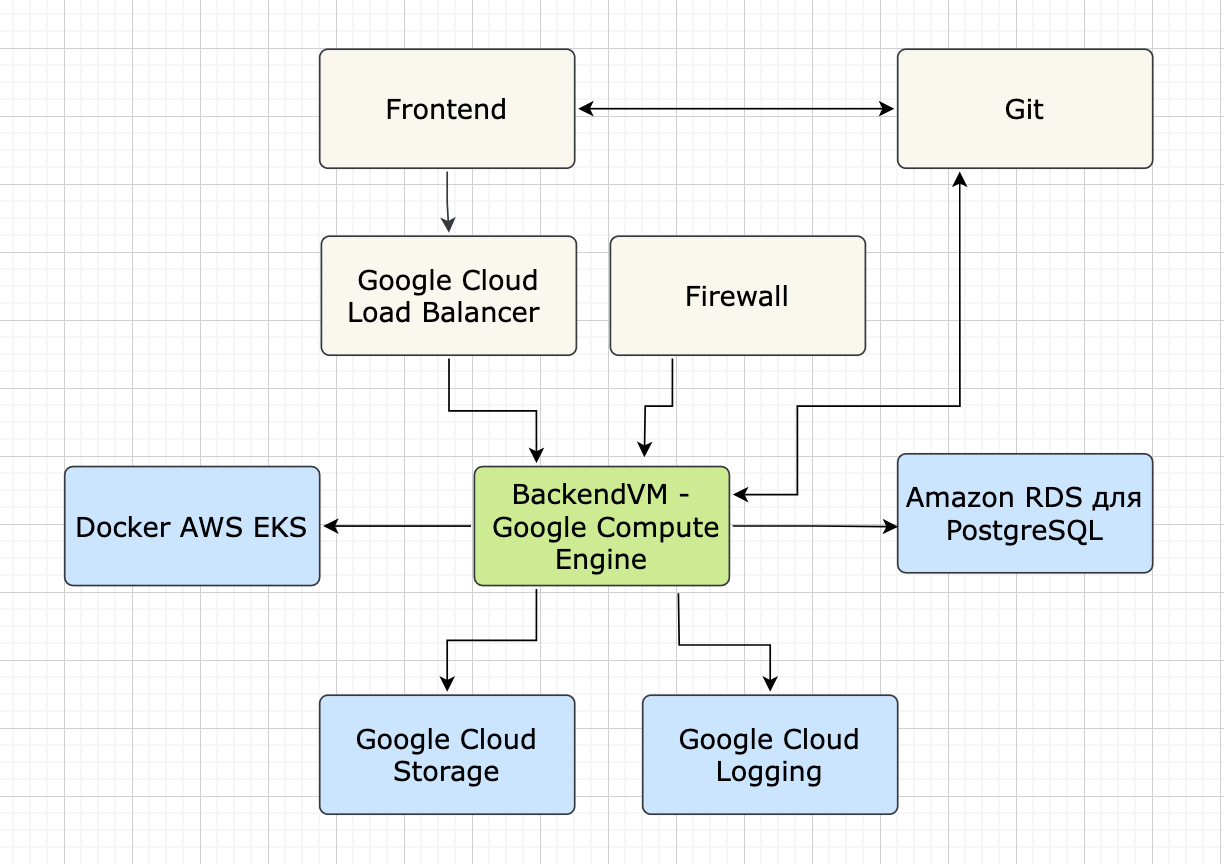 Frontend
Git
Google Cloud
Load Balancer
Firewall
Docker AWS EKS
BackendVM -
Google Compute
Engine
Amazon RDS для
PostgreSQL
Google Cloud
Storage
Google Cloud
Logging